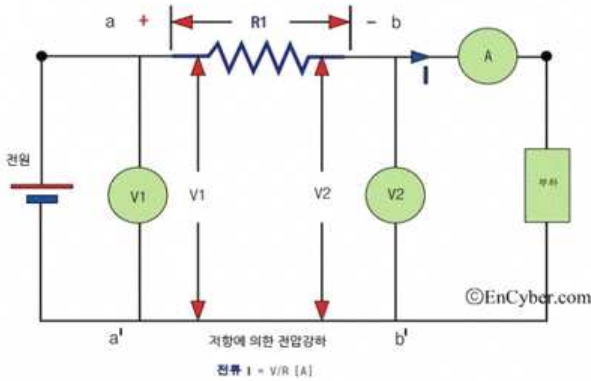 a + R1 - b
A
I
전원
V1 V1 V2 V2
부하
©EnCyber.com
a' 저항에 의한 전압강하 b'
전류 I = V/R [A]